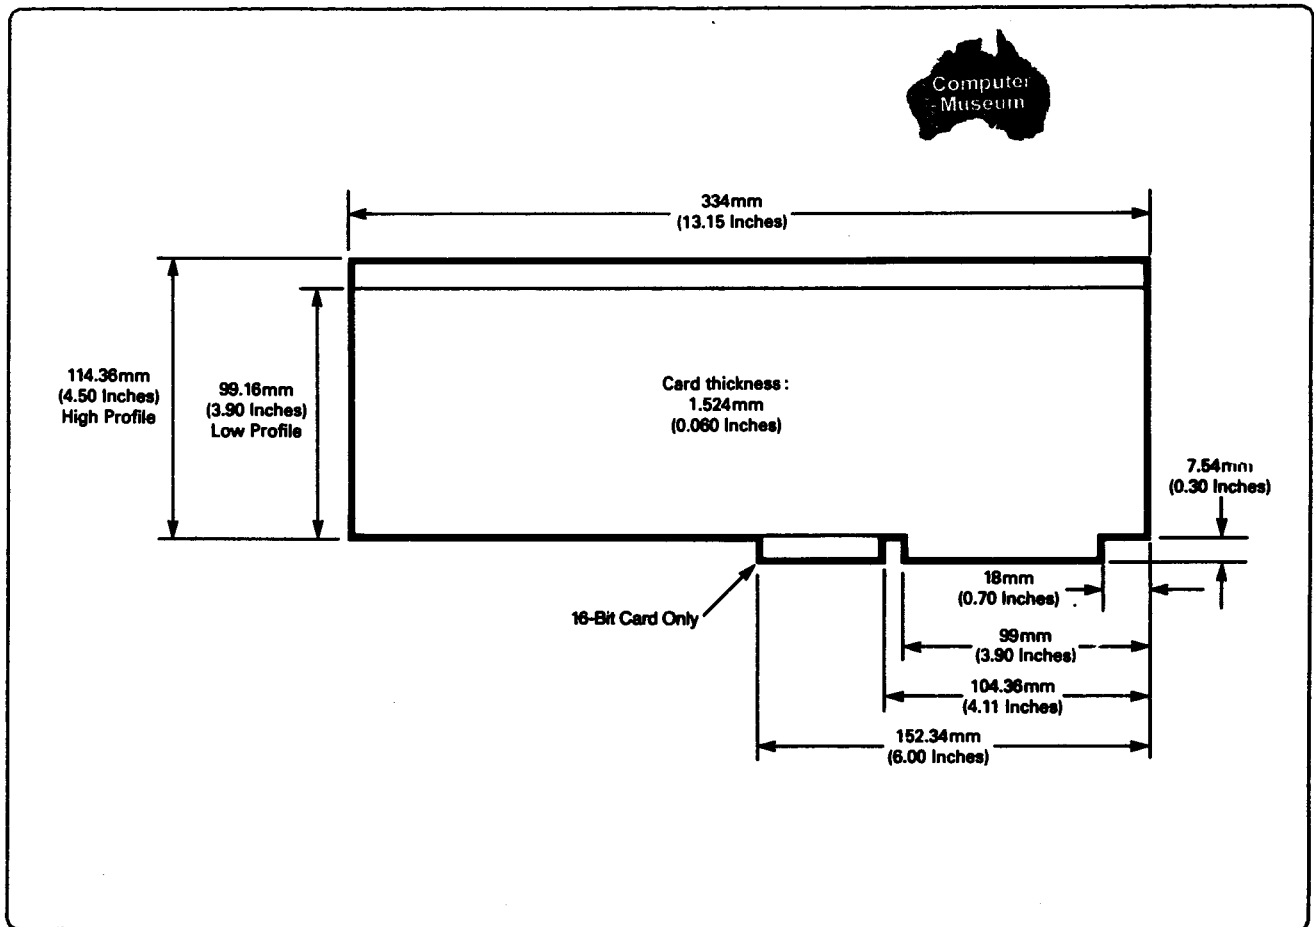 Computer
Museum
334mm
(13.15 Inches)
114.36mm
(4.50 Inches)
High Profile
99.16mm
(3.90 Inches)
Low Profile
Card thickness:
1.524mm
(0.060 Inches)
7.54mm
(0.30 Inches)
16-Bit Card Only
18mm
(0.70 Inches)
99mm
(3.90 Inches)
104.36mm
(4.11 Inches)
152.34mm
(6.00 Inches)